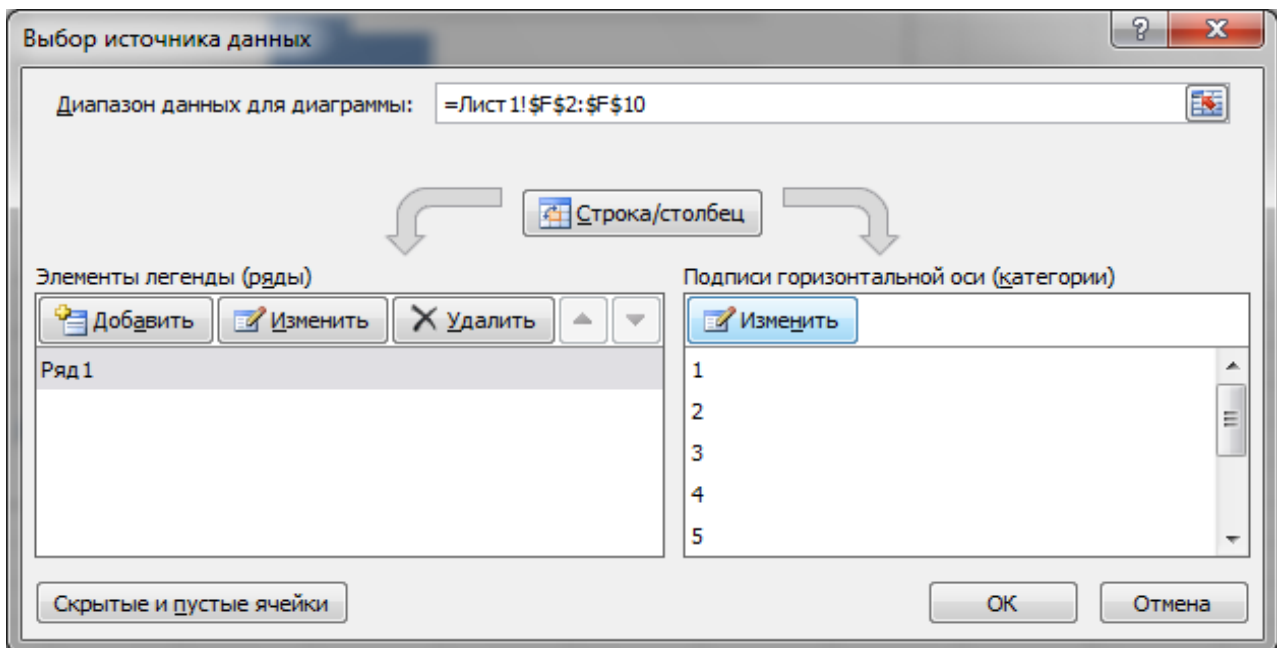 Выбор источника данных
Диапазон данных для диаграммы: =Лист1!$F$2:$F$10
Строка/столбец
Элементы легенды (ряды)
Добавить Изменить Удалить
Ряд1
Подписи горизонтальной оси (категории)
Изменить
1
2
3
4
5
Скрытые и пустые ячейки
ОК Отмена